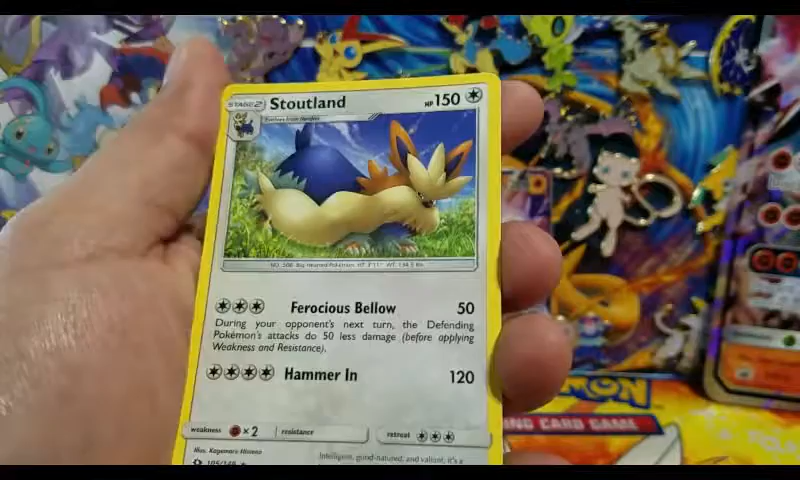 STAGE 2 Stoutland HP 150
Evolves from Herdier
NO. 508 Big-Hearted Pokémon HT: 3'11" WT: 134.5 lbs.
Ferocious Bellow 50
During your opponent's next turn, the Defending
Pokémon's attacks do 50 less damage (before applying
Weakness and Resistance).
Hammer In 120
weakness ×2 resistance retreat
Illus. Kagemaru Himeno
105/149
Intelligent, good-natured, and valiant, it's a
MON
NG CARD GAME